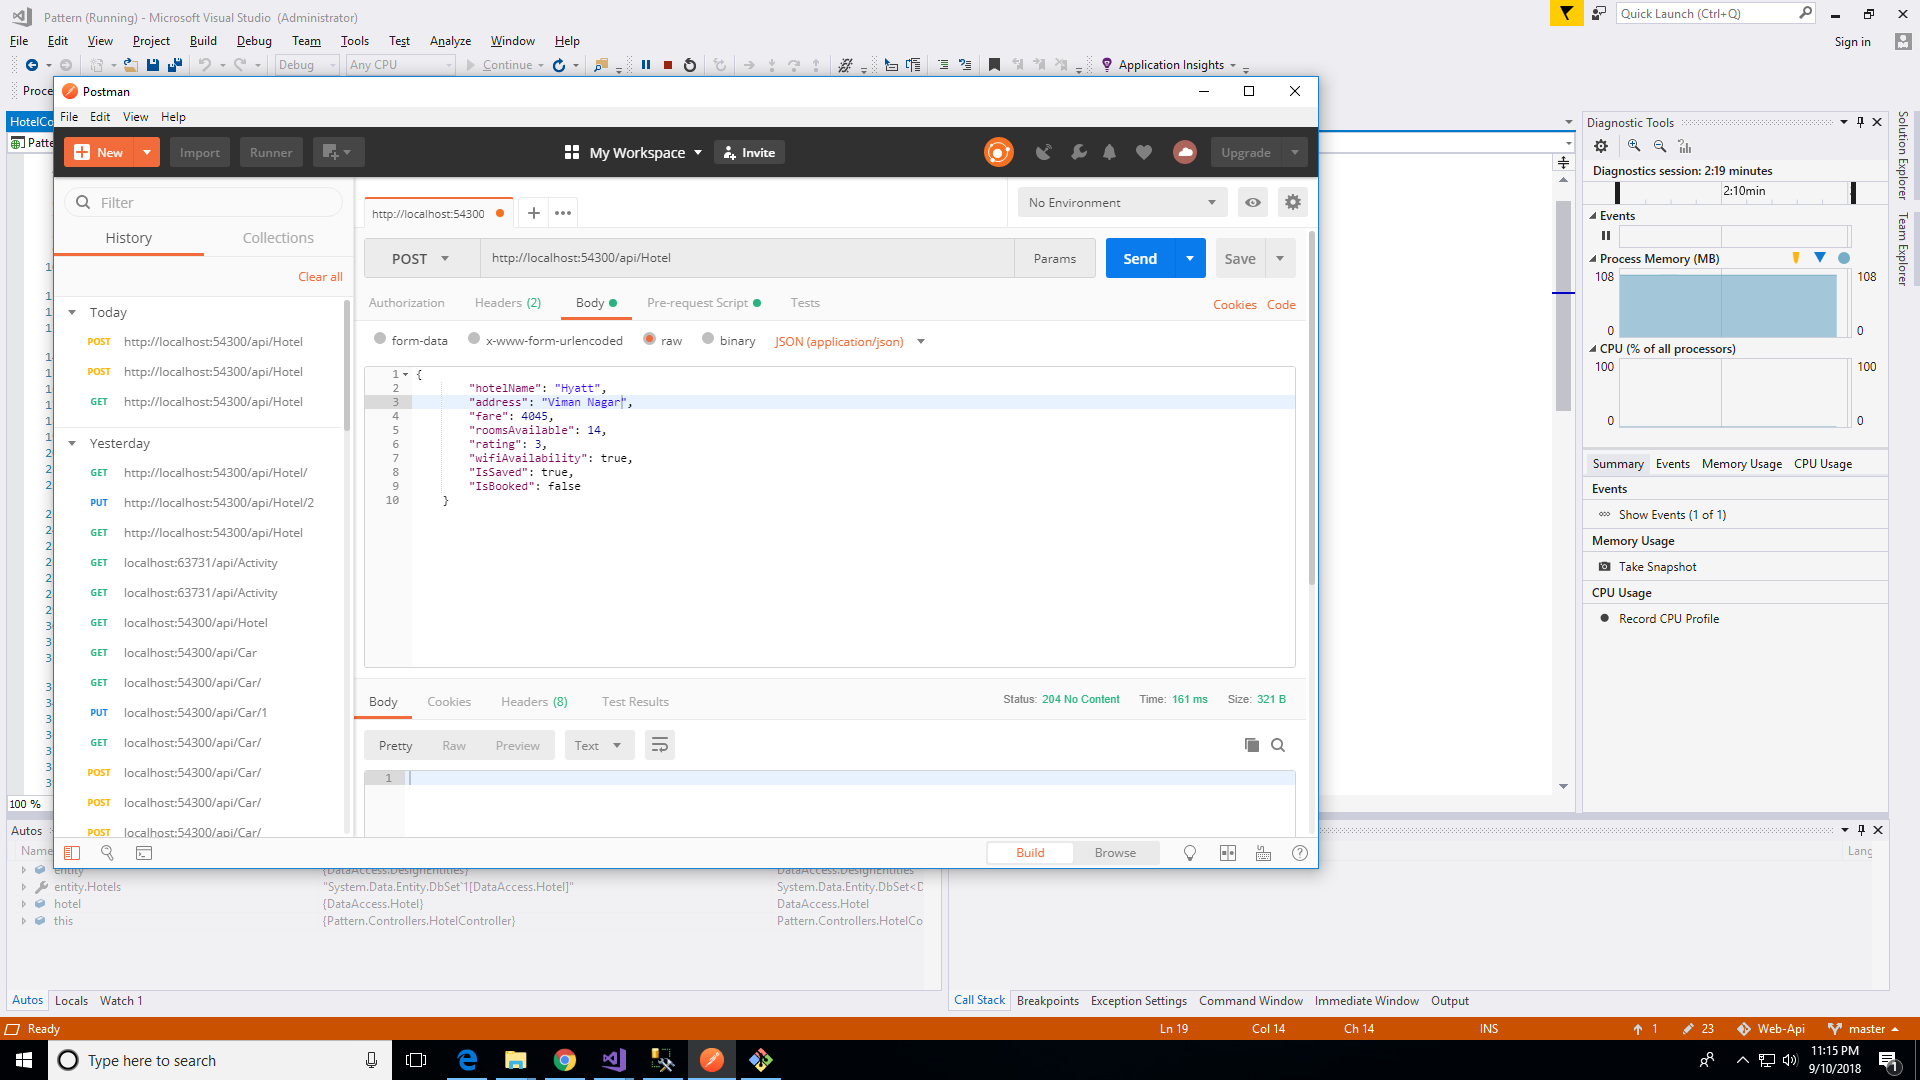 Pattern (Running) - Microsoft Visual Studio (Administrator)
Quick Launch (Ctrl+Q)
File Edit View Project Build Debug Team Tools Test Analyze Window Help
Sign in
Debug Any CPU Continue Application Insights
Proce
Postman
File Edit View Help
HotelCo
Patte
New Import Runner My Workspace Invite Upgrade
Filter
History Collections
Clear all
Today
POST http://localhost:54300/api/Hotel
POST http://localhost:54300/api/Hotel
GET http://localhost:54300/api/Hotel
Yesterday
GET http://localhost:54300/api/Hotel/
PUT http://localhost:54300/api/Hotel/2
GET http://localhost:54300/api/Hotel
GET localhost:63731/api/Activity
GET localhost:63731/api/Activity
GET localhost:54300/api/Hotel
GET localhost:54300/api/Car
GET localhost:54300/api/Car/
PUT localhost:54300/api/Car/1
GET localhost:54300/api/Car/
POST localhost:54300/api/Car/
POST localhost:54300/api/Car/
POST localhost:54300/api/Car/
http://localhost:54300
No Environment
POST http://localhost:54300/api/Hotel Params Send Save
Authorization Headers (2) Body Pre-request Script Tests Cookies Code
form-data x-www-form-urlencoded raw binary JSON (application/json)
1 {
2 "hotelName": "Hyatt",
3 "address": "Viman Nagar",
4 "fare": 4045,
5 "roomsAvailable": 14,
6 "rating": 3,
7 "wifiAvailability": true,
8 "IsSaved": true,
9 "IsBooked": false
10 }
Body Cookies Headers (8) Test Results Status: 204 No Content Time: 161 ms Size: 321 B
Pretty Raw Preview Text
1
Build Browse
Diagnostic Tools
Diagnostics session: 2:19 minutes
2:10min
Events
Process Memory (MB)
108 108
0 0
CPU (% of all processors)
100 100
0 0
Summary Events Memory Usage CPU Usage
Events
Show Events (1 of 1)
Memory Usage
Take Snapshot
CPU Usage
Record CPU Profile
Solution Explorer
Team Explorer
100 %
Autos
Name
Lang
entity {DataAccess.DesignEntities} DataAccess.DesignEntities
entity.Hotels "System.Data.Entity.DbSet`1[DataAccess.Hotel]" System.Data.Entity.DbSet<D
hotel {DataAccess.Hotel} DataAccess.Hotel
this {Pattern.Controllers.HotelController} Pattern.Controllers.HotelCo
Autos Locals Watch 1
Call Stack Breakpoints Exception Settings Command Window Immediate Window Output
Ready Ln 19 Col 14 Ch 14 INS 1 23 Web-Api master
Type here to search
11:15 PM
9/10/2018
1